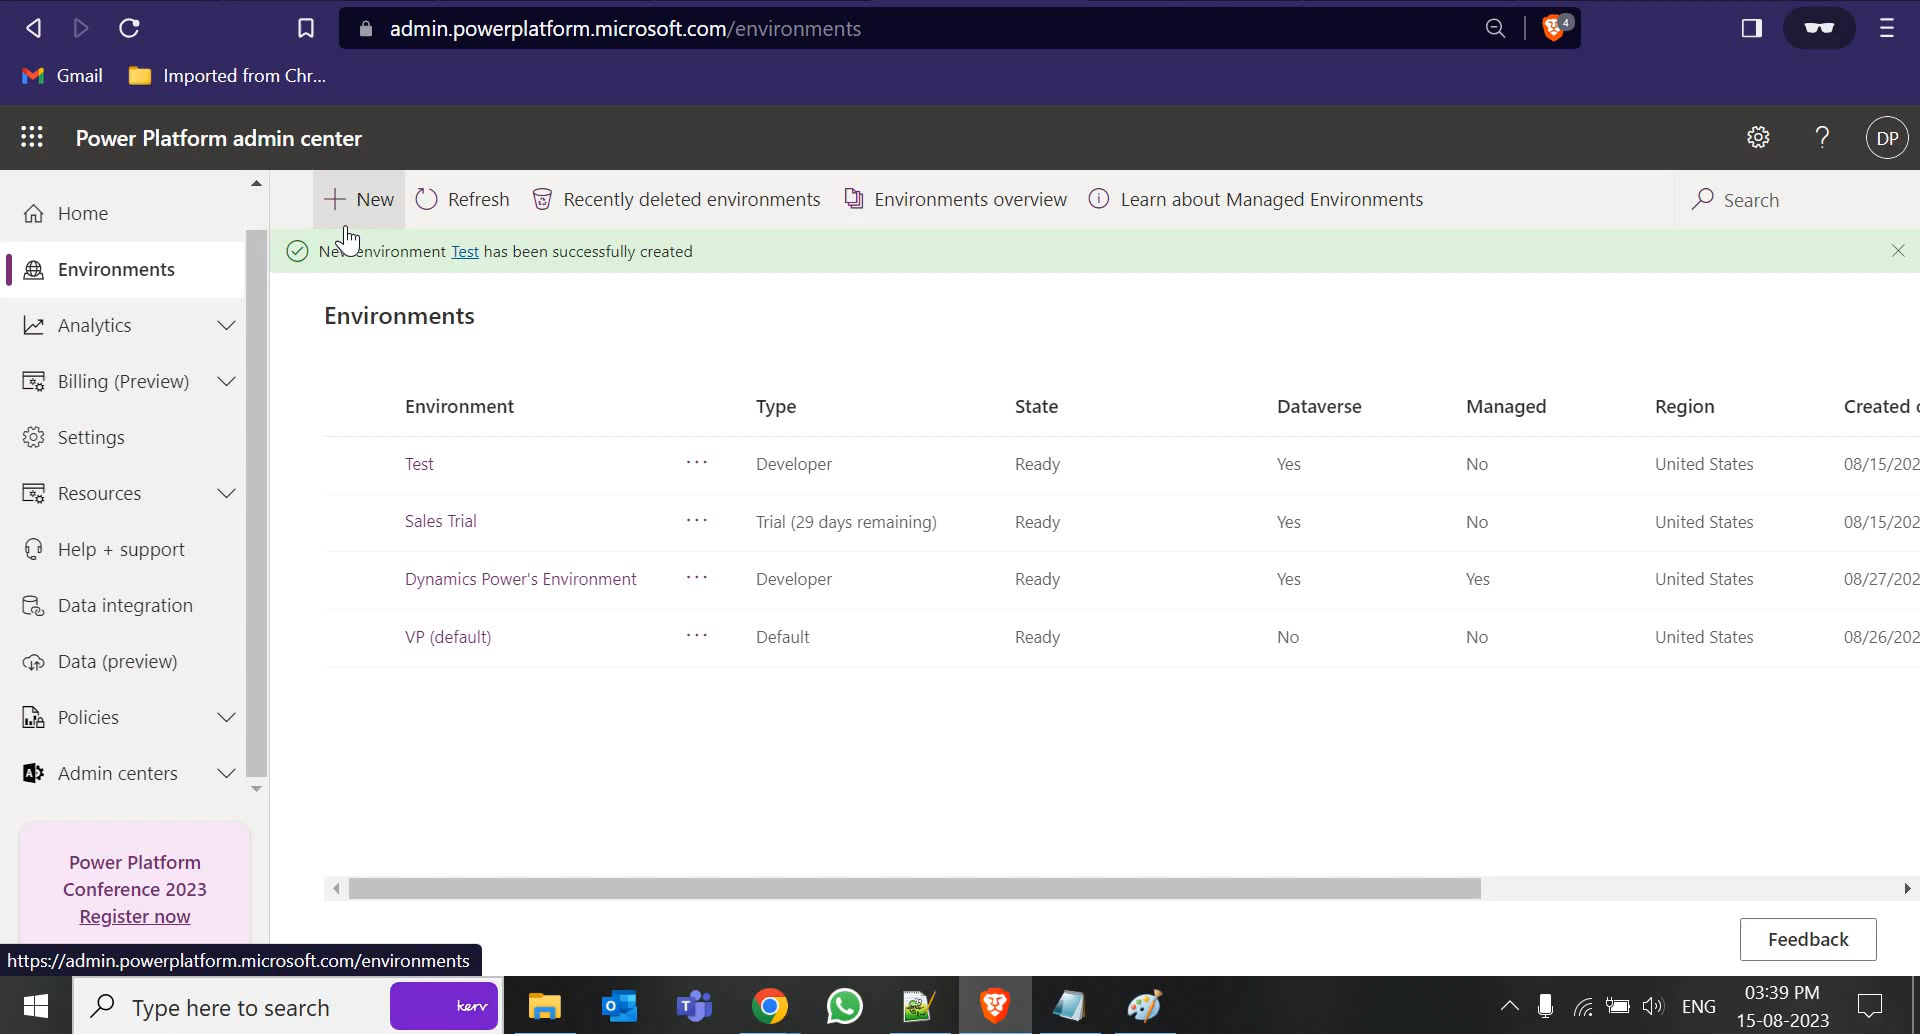 admin.powerplatform.microsoft.com/environments
4
Gmail
Imported from Chr...
Power Platform admin center
DP
New
Refresh
Recently deleted environments
Environments overview
Learn about Managed Environments
Search
Home
Environments
Analytics
Billing (Preview)
Settings
Resources
Help + support
Data integration
Data (preview)
Policies
Admin centers
Power Platform
Conference 2023
Register now
New environment Test has been successfully created
Environments
Environment Type State Dataverse Managed Region Created o
Test ... Developer Ready Yes No United States 08/15/202
Sales Trial ... Trial (29 days remaining) Ready Yes No United States 08/15/202
Dynamics Power's Environment ... Developer Ready Yes Yes United States 08/27/202
VP (default) ... Default Ready No No United States 08/26/202
Feedback
https://admin.powerplatform.microsoft.com/environments
Type here to search
kerv
ENG
03:39 PM
15-08-2023